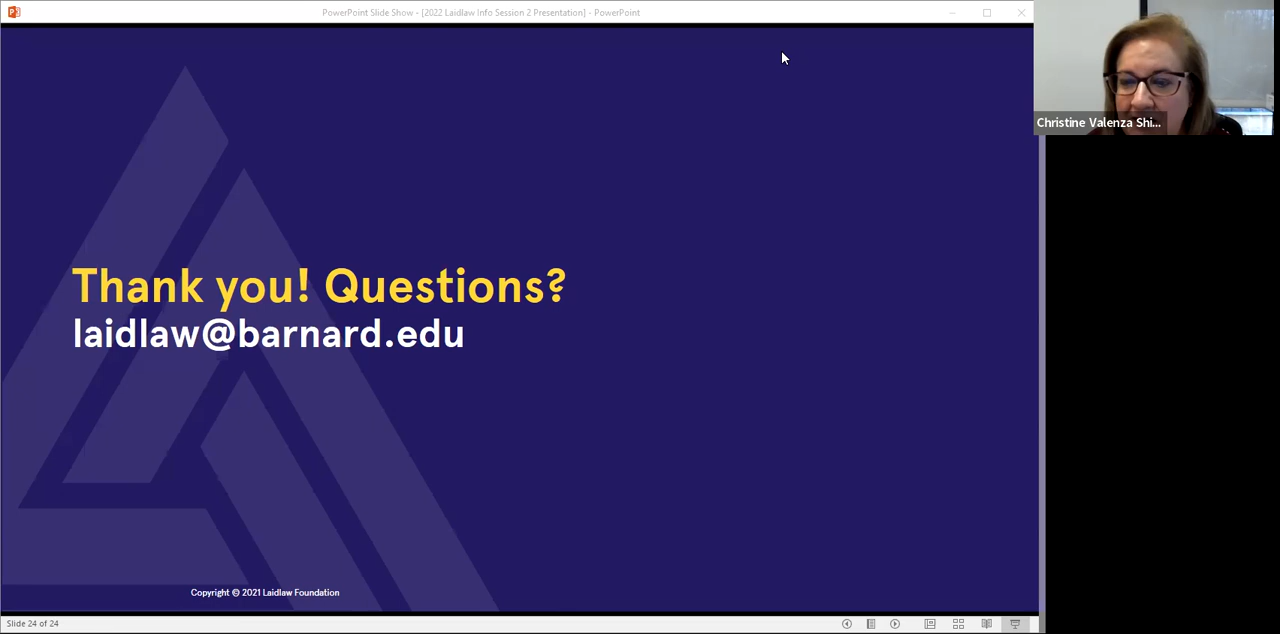 PowerPoint Slide Show - [2022 Laidlaw Info Session 2 Presentation] - PowerPoint
Christine Valenza Shi...
Thank you! Questions?
laidlaw@barnard.edu
Copyright © 2021 Laidlaw Foundation
Slide 24 of 24